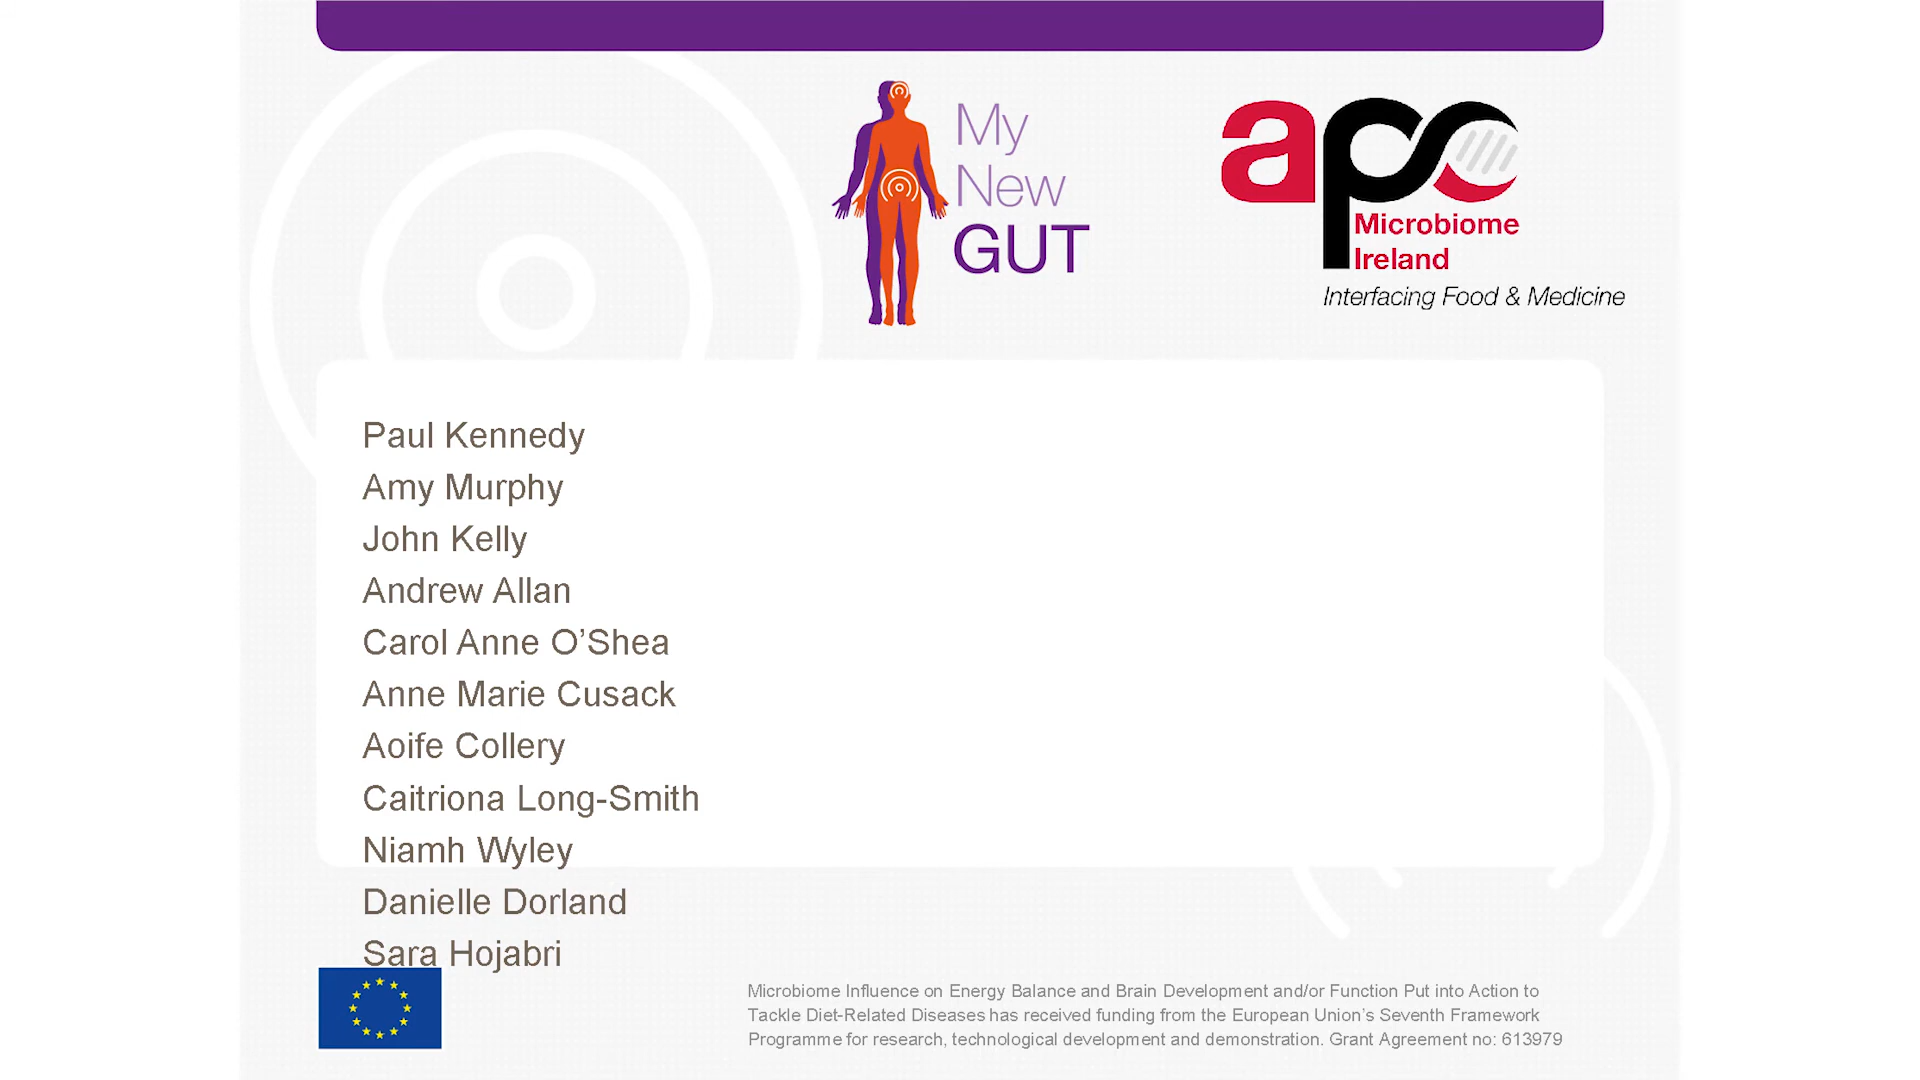 My
New
GUT
apc
Microbiome
Ireland
Interfacing Food & Medicine
Paul Kennedy
Amy Murphy
John Kelly
Andrew Allan
Carol Anne O’Shea
Anne Marie Cusack
Aoife Collery
Caitriona Long-Smith
Niamh Wyley
Danielle Dorland
Sara Hojabri
Microbiome Influence on Energy Balance and Brain Development and/or Function Put into Action to
Tackle Diet-Related Diseases has received funding from the European Union’s Seventh Framework
Programme for research, technological development and demonstration. Grant Agreement no: 613979